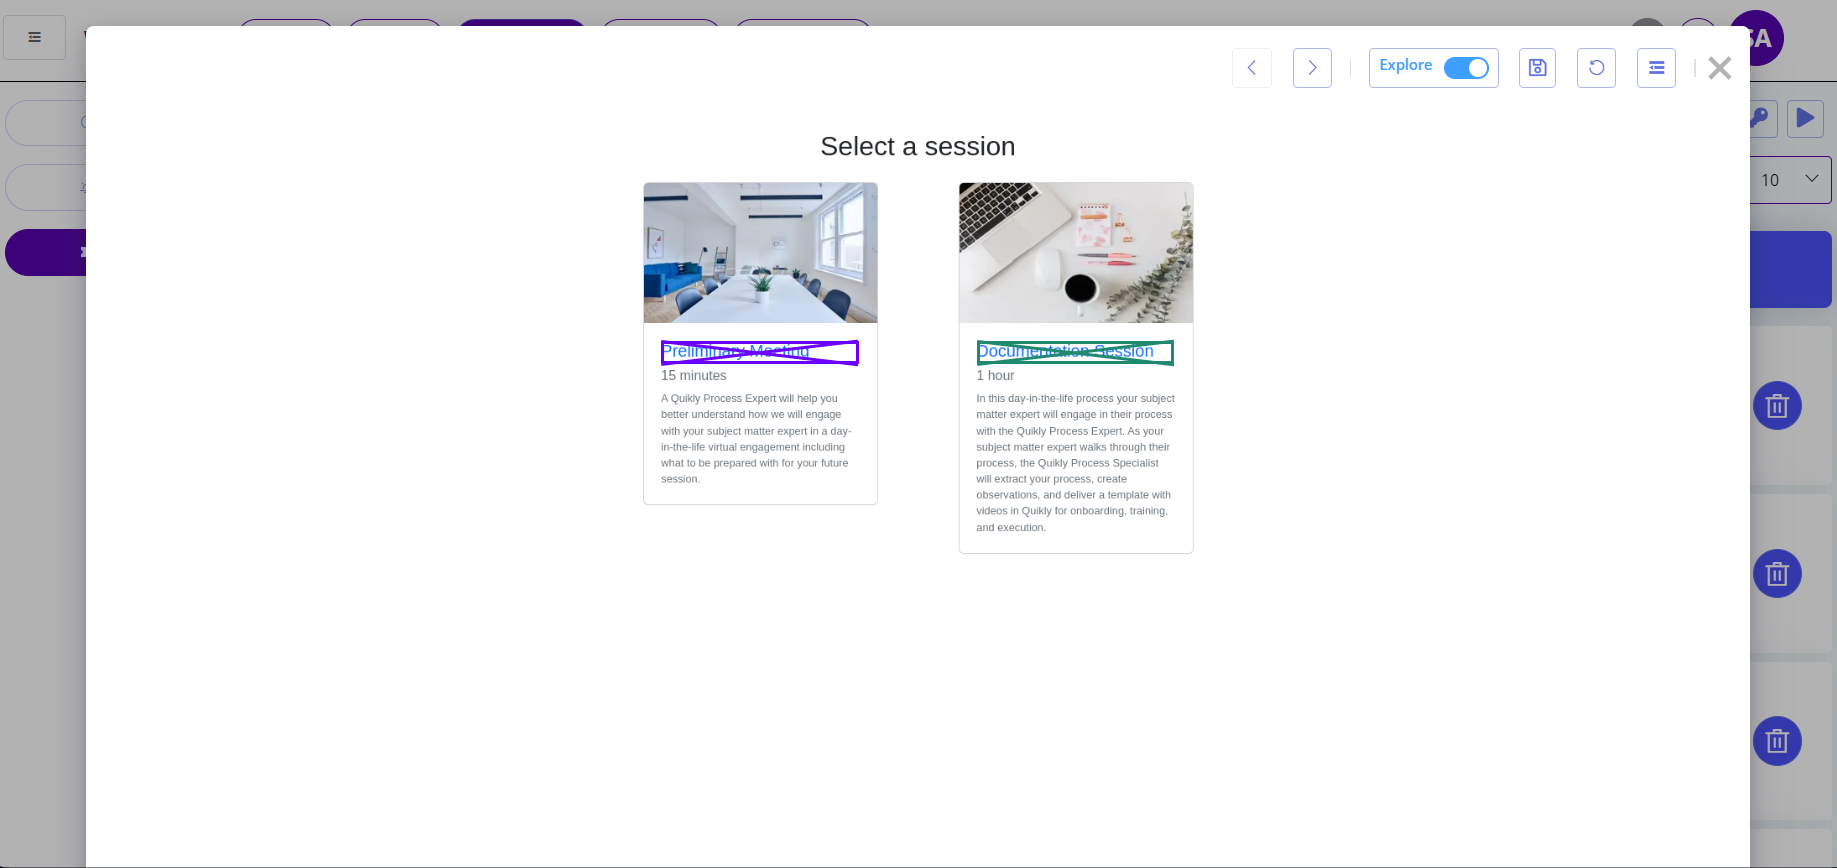 SA
Explore
10
Select a session
Preliminary Meeting
Documentation Session
15 minutes
1 hour
A Quikly Process Expert will help you
better understand how we will engage
with your subject matter expert in a day-
in-the-life virtual engagement including
what to be prepared with for your future
session.
In this day-in-the-life process your subject
matter expert will engage in their process
with the Quikly Process Expert. As your
subject matter expert walks through their
process, the Quikly Process Specialist
will extract your process, create
observations, and deliver a template with
videos in Quikly for onboarding, training,
and execution.